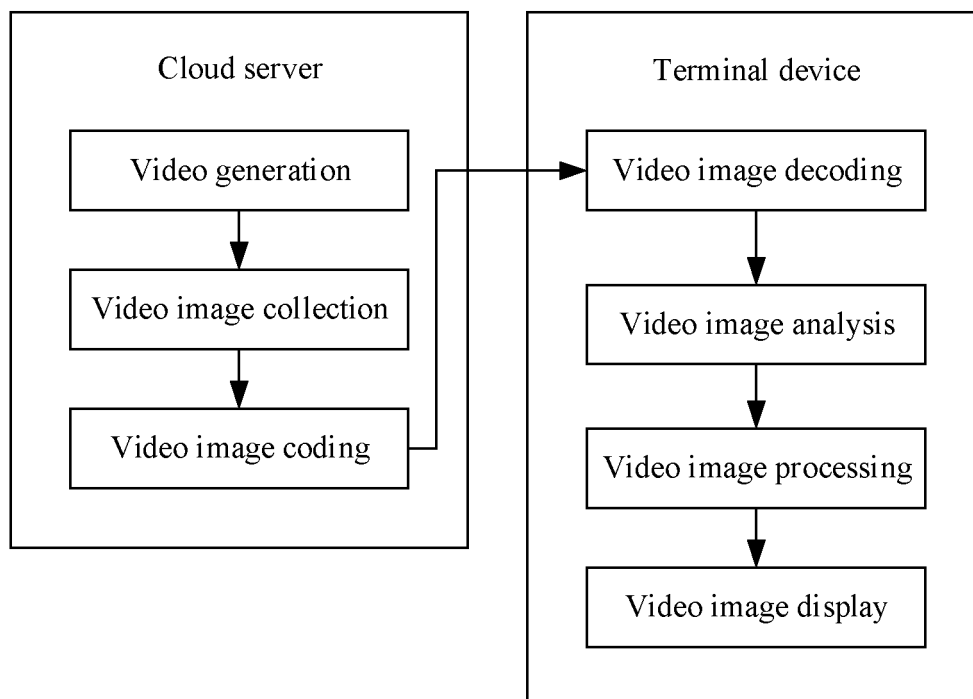 Cloud server
Video generation
Video image collection
Video image coding
Terminal device
Video image decoding
Video image analysis
Video image processing
Video image display